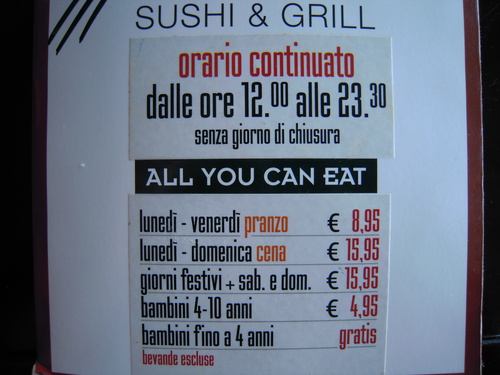 SUSHI & GRILL
orario continuato
dalle ore 12.00 alle 23.30
senza giorno di chiusura
ALL YOU CAN EAT
lunedì - venerdì pranzo € 8,95
lunedì - domenica cena € 15,95
giorni festivi + sab. e dom. € 15,95
bambini 4-10 anni € 4,95
bambini fino a 4 anni gratis
bevande escluse